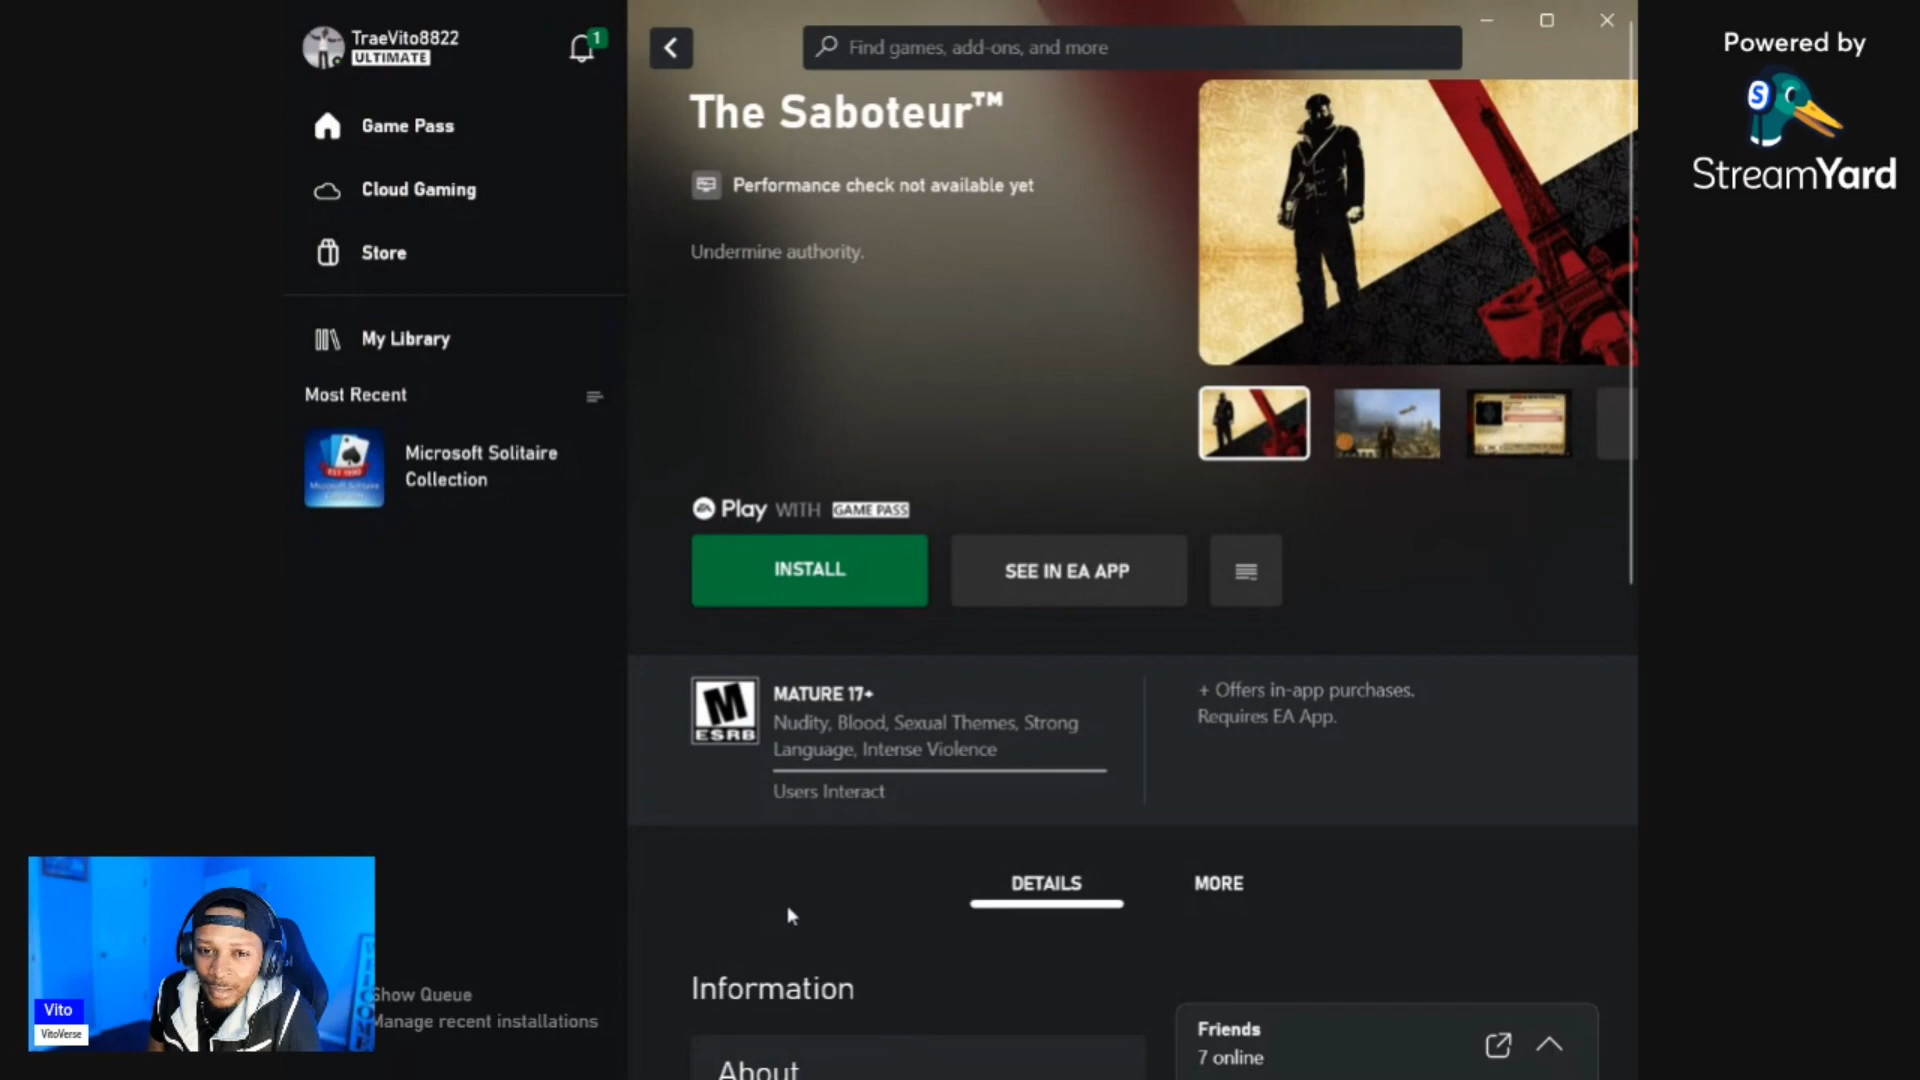 TraeVito8822
ULTIMATE
1
Game Pass
Cloud Gaming
Store
My Library
Most Recent
Microsoft Solitaire
Collection
Show Queue
Manage recent installations
Vito
VitoVerse
Find games, add-ons, and more
The Saboteur™
Performance check not available yet
Undermine authority.
EA Play WITH GAME PASS
INSTALL
SEE IN EA APP
M
ESRB
MATURE 17+
Nudity, Blood, Sexual Themes, Strong
Language, Intense Violence
Users Interact
+ Offers in-app purchases.
Requires EA App.
DETAILS
MORE
Information
About
Friends
7 online
Powered by
S
StreamYard